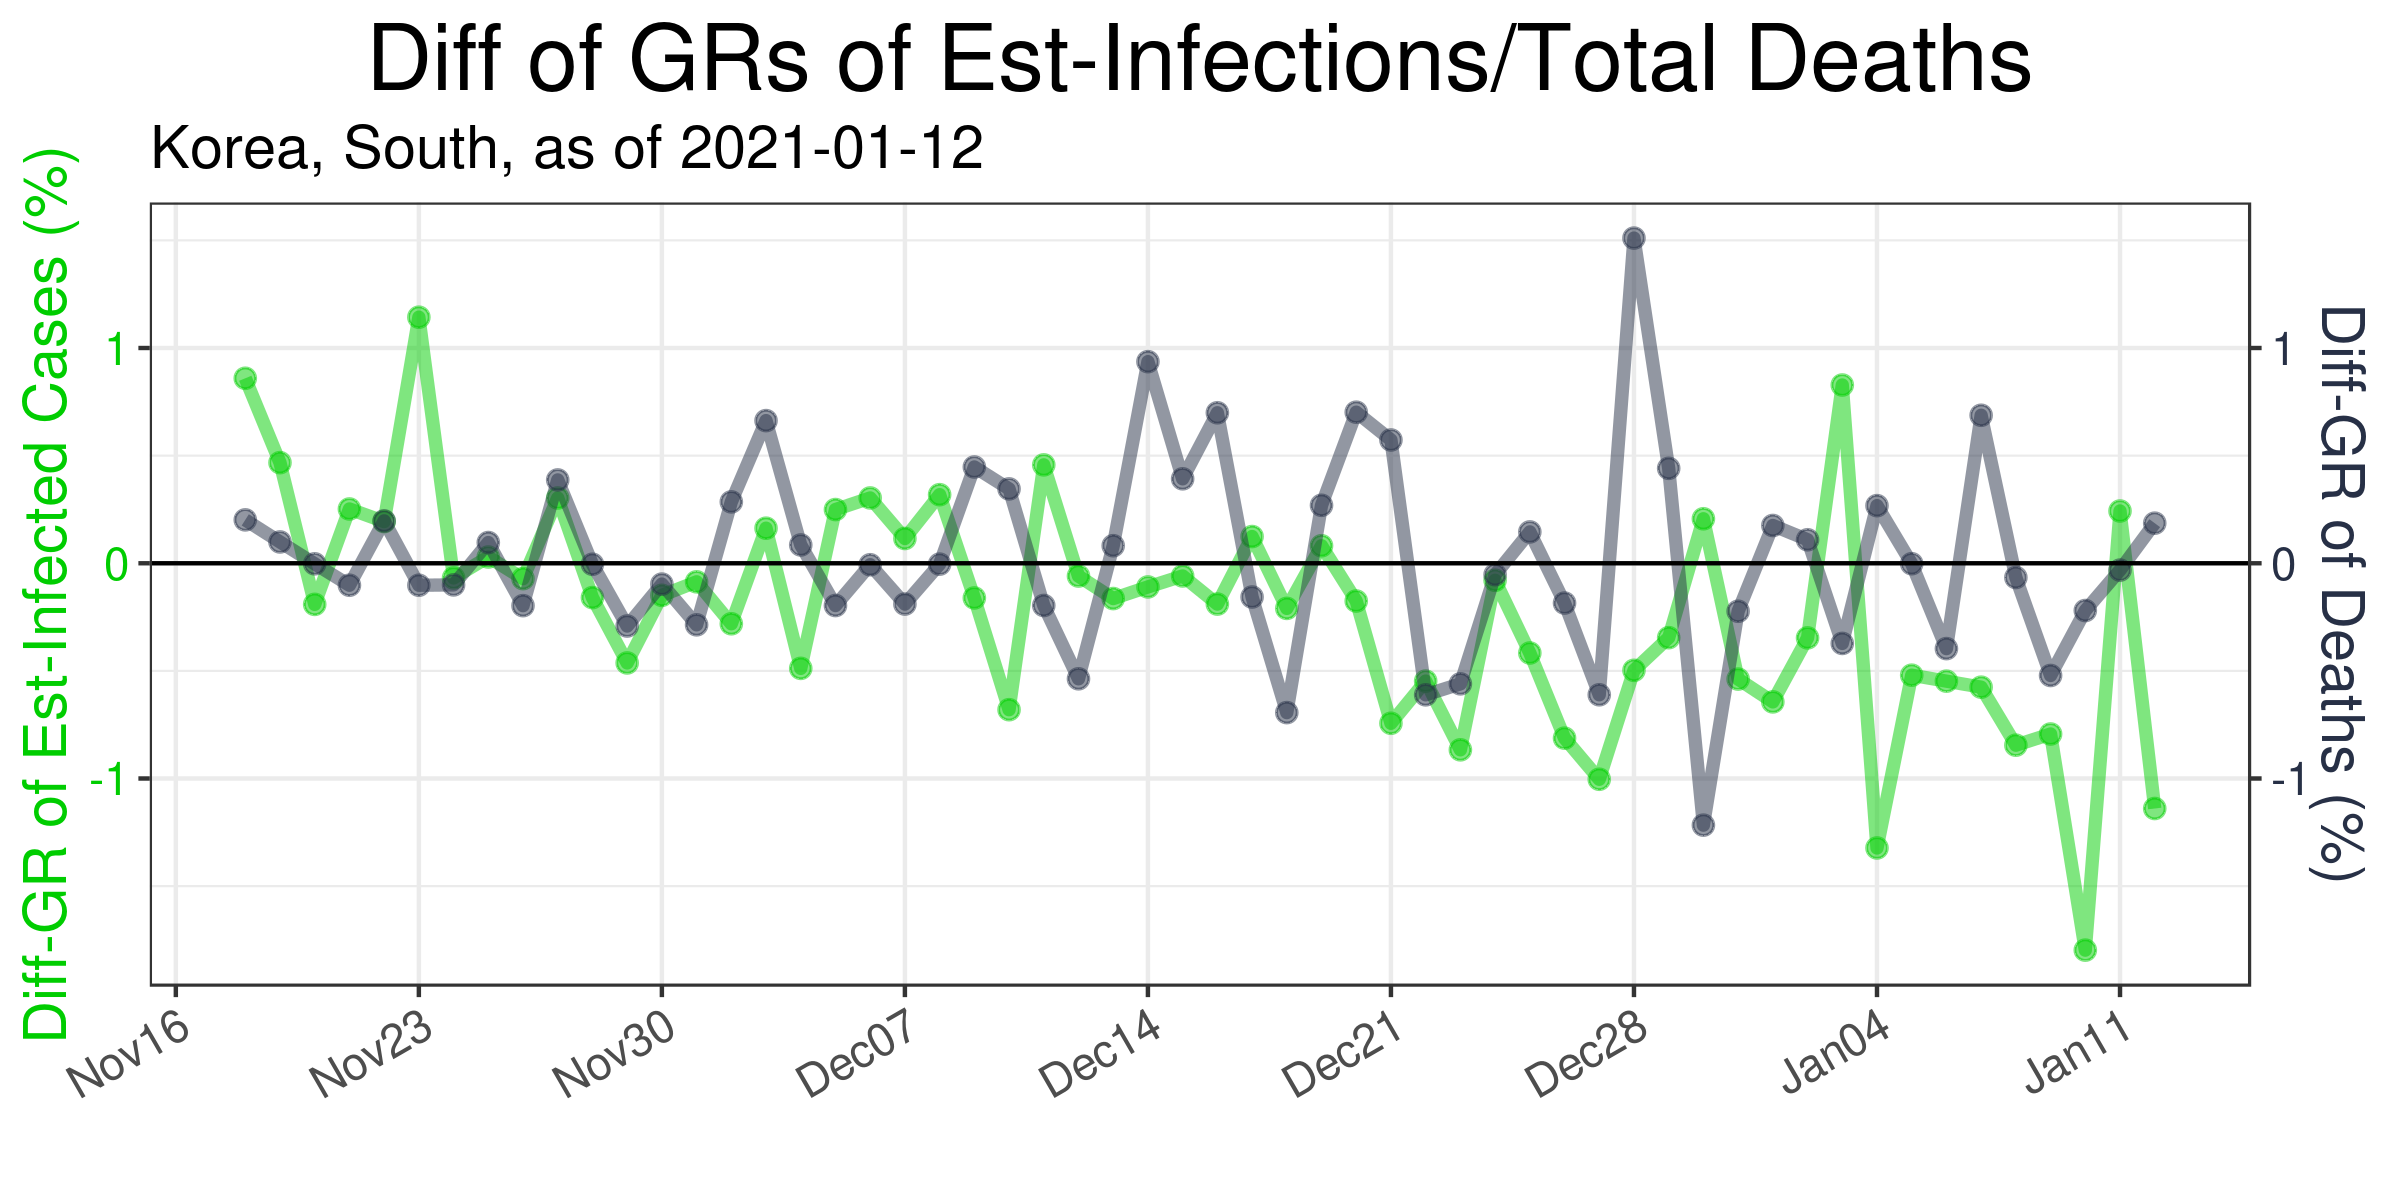 Diff of GRs of Est-Infections/Total Deaths
Korea, South, as of 2021-01-12
Diff-GR of Est-Infected Cases (%)
1
0
-1
1
0
-1
Diff-GR of Deaths (%)
Nov16
Nov23
Nov30
Dec07
Dec14
Dec21
Dec28
Jan04
Jan11